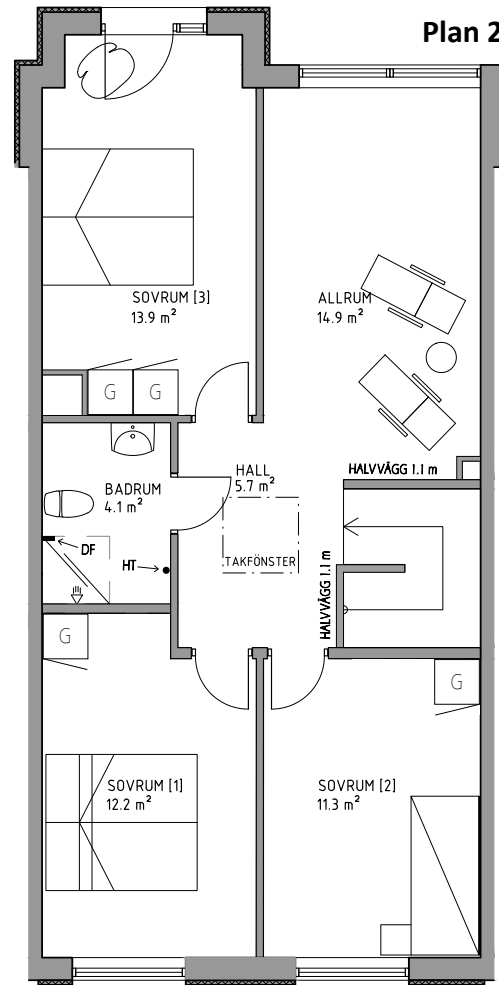 Plan 2
SOVRUM [3]
13.9 m²
ALLRUM
14.9 m²
G
G
HALVVÄGG 1.1 m
HALL
5.7 m²
BADRUM
4.1 m²
DF
HT
TAKFÖNSTER
HALVVÄGG 1.1 m
G
G
SOVRUM [1]
12.2 m²
SOVRUM [2]
11.3 m²